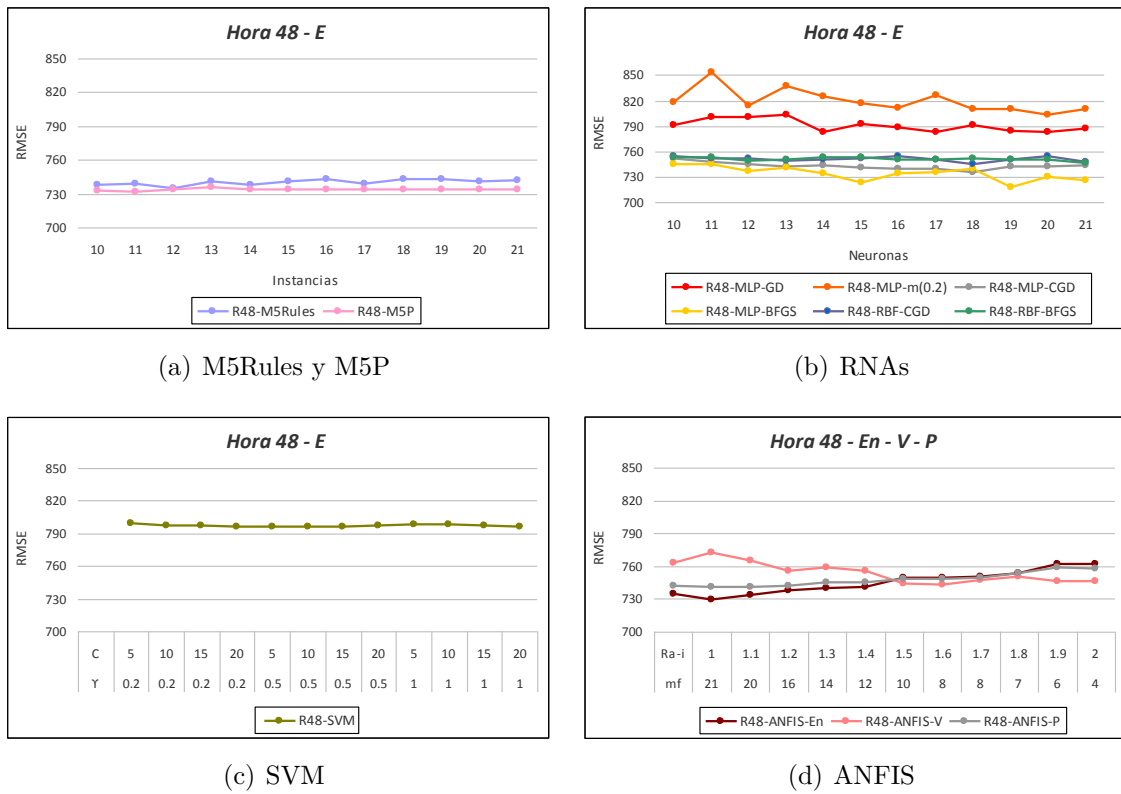 Hora 48 - E
850
820
790
760
730
700
RMSE
10 11 12 13 14 15 16 17 18 19 20 21
Instancias
R48-M5Rules R48-M5P
(a) M5Rules y M5P
Hora 48 - E
850
820
790
760
730
700
RMSE
10 11 12 13 14 15 16 17 18 19 20 21
Neuronas
R48-MLP-GD R48-MLP-m(0.2) R48-MLP-CGD
R48-MLP-BFGS R48-RBF-CGD R48-RBF-BFGS
(b) RNAs
Hora 48 - E
850
820
790
760
730
700
RMSE
C 5 10 15 20 5 10 15 20 5 10 15 20
ϒ 0.2 0.2 0.2 0.2 0.5 0.5 0.5 0.5 1 1 1 1
R48-SVM
(c) SVM
Hora 48 - En - V - P
850
820
790
760
730
700
RMSE
Ra-i 1 1.1 1.2 1.3 1.4 1.5 1.6 1.7 1.8 1.9 2
mf 21 20 16 14 12 10 8 8 7 6 4
R48-ANFIS-En R48-ANFIS-V R48-ANFIS-P
(d) ANFIS